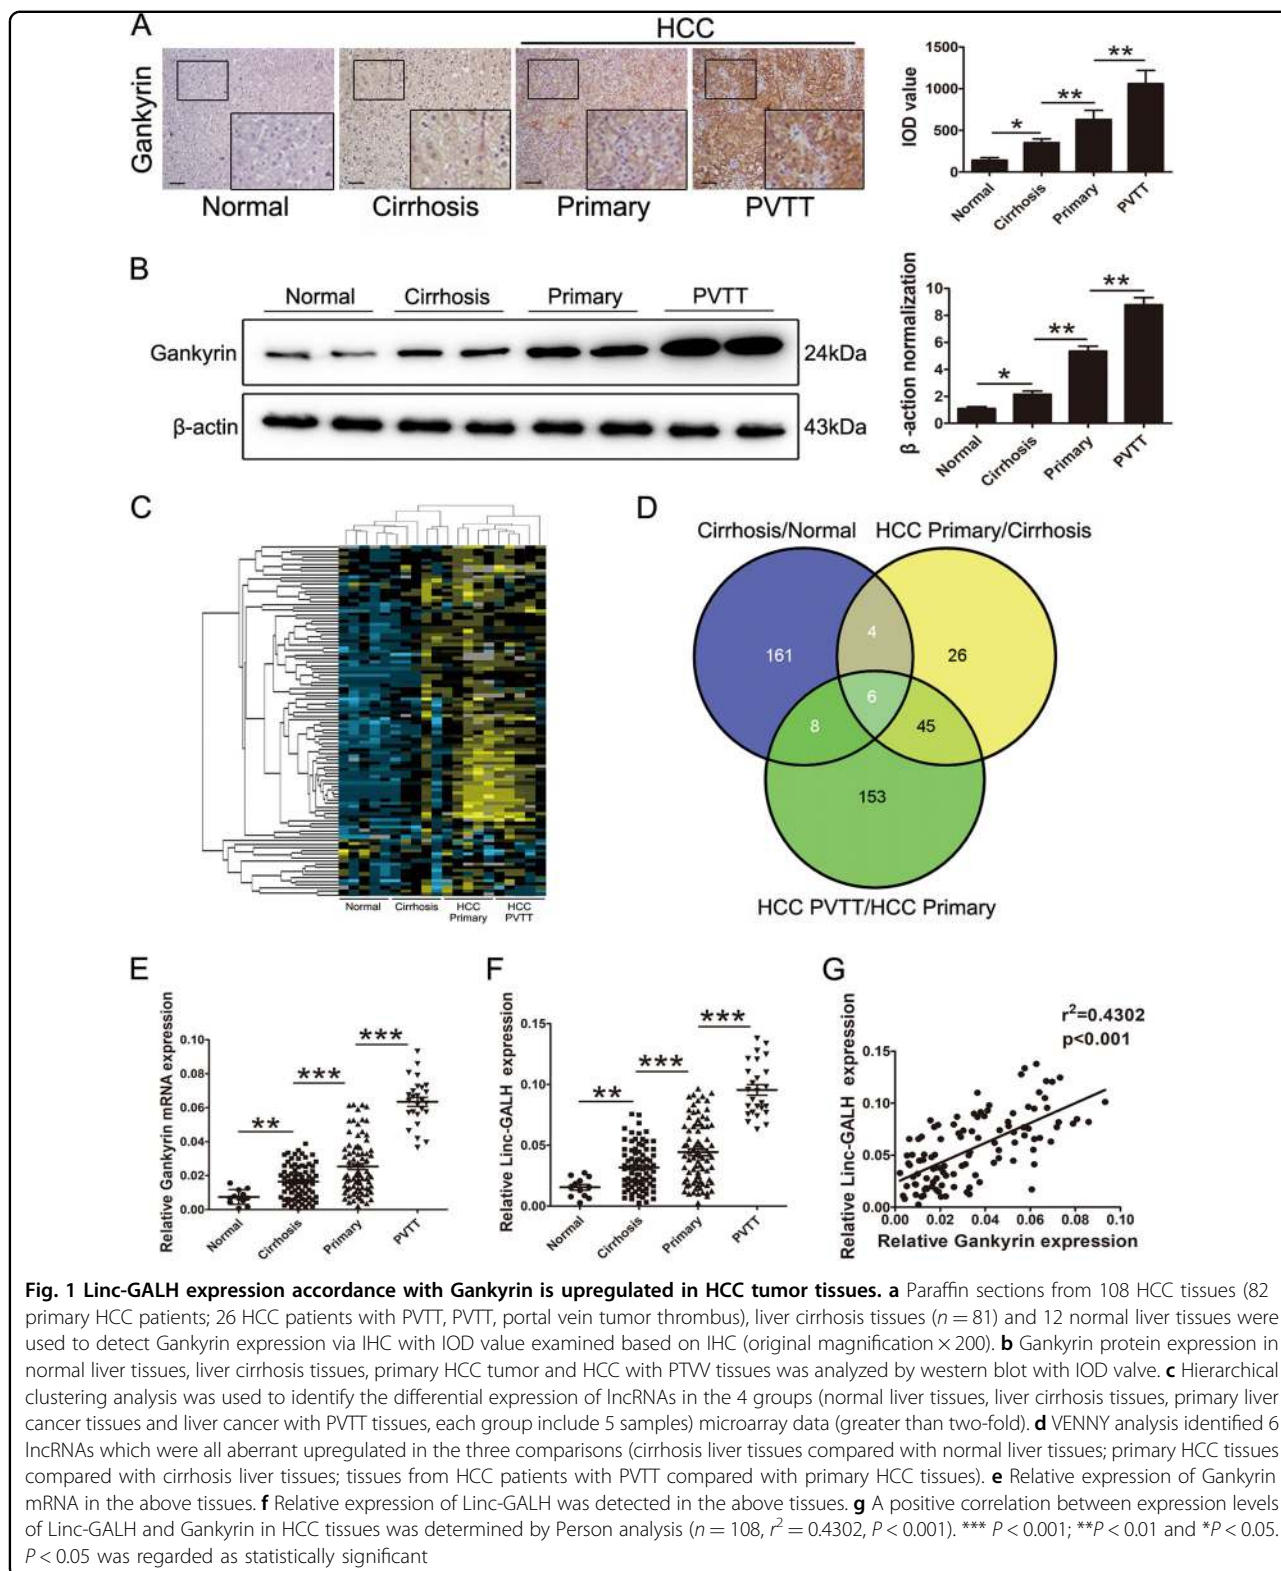 A
HCC
Gankyrin
Normal
Cirrhosis
Primary
PVTT
IOD value
1500
1000
500
0
*
**
**
Normal
Cirrhosis
Primary
PVTT
B
Normal
Cirrhosis
Primary
PVTT
Gankyrin
24kDa
β-actin
43kDa
β -action normalization
10
8
6
4
2
0
*
**
**
Normal
Cirrhosis
Primary
PVTT
C
Normal
Cirrhosis
HCC
Primary
HCC
PVTT
D
Cirrhosis/Normal
HCC Primary/Cirrhosis
161
4
26
6
8
45
153
HCC PVTT/HCC Primary
E
Relative Gankyrin mRNA expression
0.10
0.08
0.06
0.04
0.02
0.00
**
***
***
Normal
Cirrhosis
Primary
PVTT
F
Relative Linc-GALH expression
0.15
0.10
0.05
0.00
**
***
***
Normal
Cirrhosis
Primary
PVTT
G
r²=0.4302
p<0.001
Relative Linc-GALH expression
0.15
0.10
0.05
0.00
0.00 0.02 0.04 0.06 0.08 0.10
Relative Gankyrin expression
Fig. 1 Linc-GALH expression accordance with Gankyrin is upregulated in HCC tumor tissues. a Paraffin sections from 108 HCC tissues (82
primary HCC patients; 26 HCC patients with PVTT, PVTT, portal vein tumor thrombus), liver cirrhosis tissues (n = 81) and 12 normal liver tissues were
used to detect Gankyrin expression via IHC with IOD value examined based on IHC (original magnification × 200). b Gankyrin protein expression in
normal liver tissues, liver cirrhosis tissues, primary HCC tumor and HCC with PTVV tissues was analyzed by western blot with IOD valve. c Hierarchical
clustering analysis was used to identify the differential expression of lncRNAs in the 4 groups (normal liver tissues, liver cirrhosis tissues, primary liver
cancer tissues and liver cancer with PVTT tissues, each group include 5 samples) microarray data (greater than two-fold). d VENNY analysis identified 6
lncRNAs which were all aberrant upregulated in the three comparisons (cirrhosis liver tissues compared with normal liver tissues; primary HCC tissues
compared with cirrhosis liver tissues; tissues from HCC patients with PVTT compared with primary HCC tissues). e Relative expression of Gankyrin
mRNA in the above tissues. f Relative expression of Linc-GALH was detected in the above tissues. g A positive correlation between expression levels
of Linc-GALH and Gankyrin in HCC tissues was determined by Person analysis (n = 108, r² = 0.4302, P < 0.001). *** P < 0.001; **P < 0.01 and *P < 0.05.
P < 0.05 was regarded as statistically significant